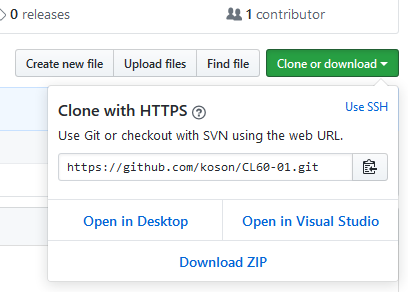 0 releases
1 contributor
Create new file
Upload files
Find file
Clone or download
Clone with HTTPS
Use SSH
Use Git or checkout with SVN using the web URL.
https://github.com/koson/CL60-01.git
Open in Desktop
Open in Visual Studio
Download ZIP